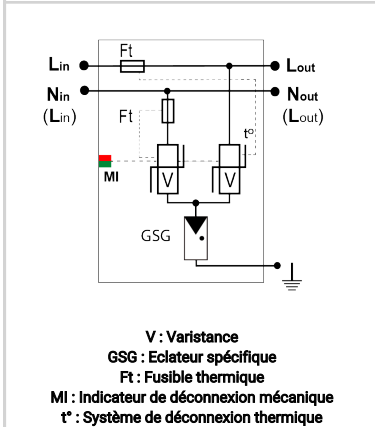 Ft
Lin
Lout
Nin
Nout
(Lin)
Ft
(Lout)
t°
MI
V
V
GSG
V : Varistance
GSG : Eclateur spécifique
Ft : Fusible thermique
MI : Indicateur de déconnexion mécanique
t° : Système de déconnexion thermique